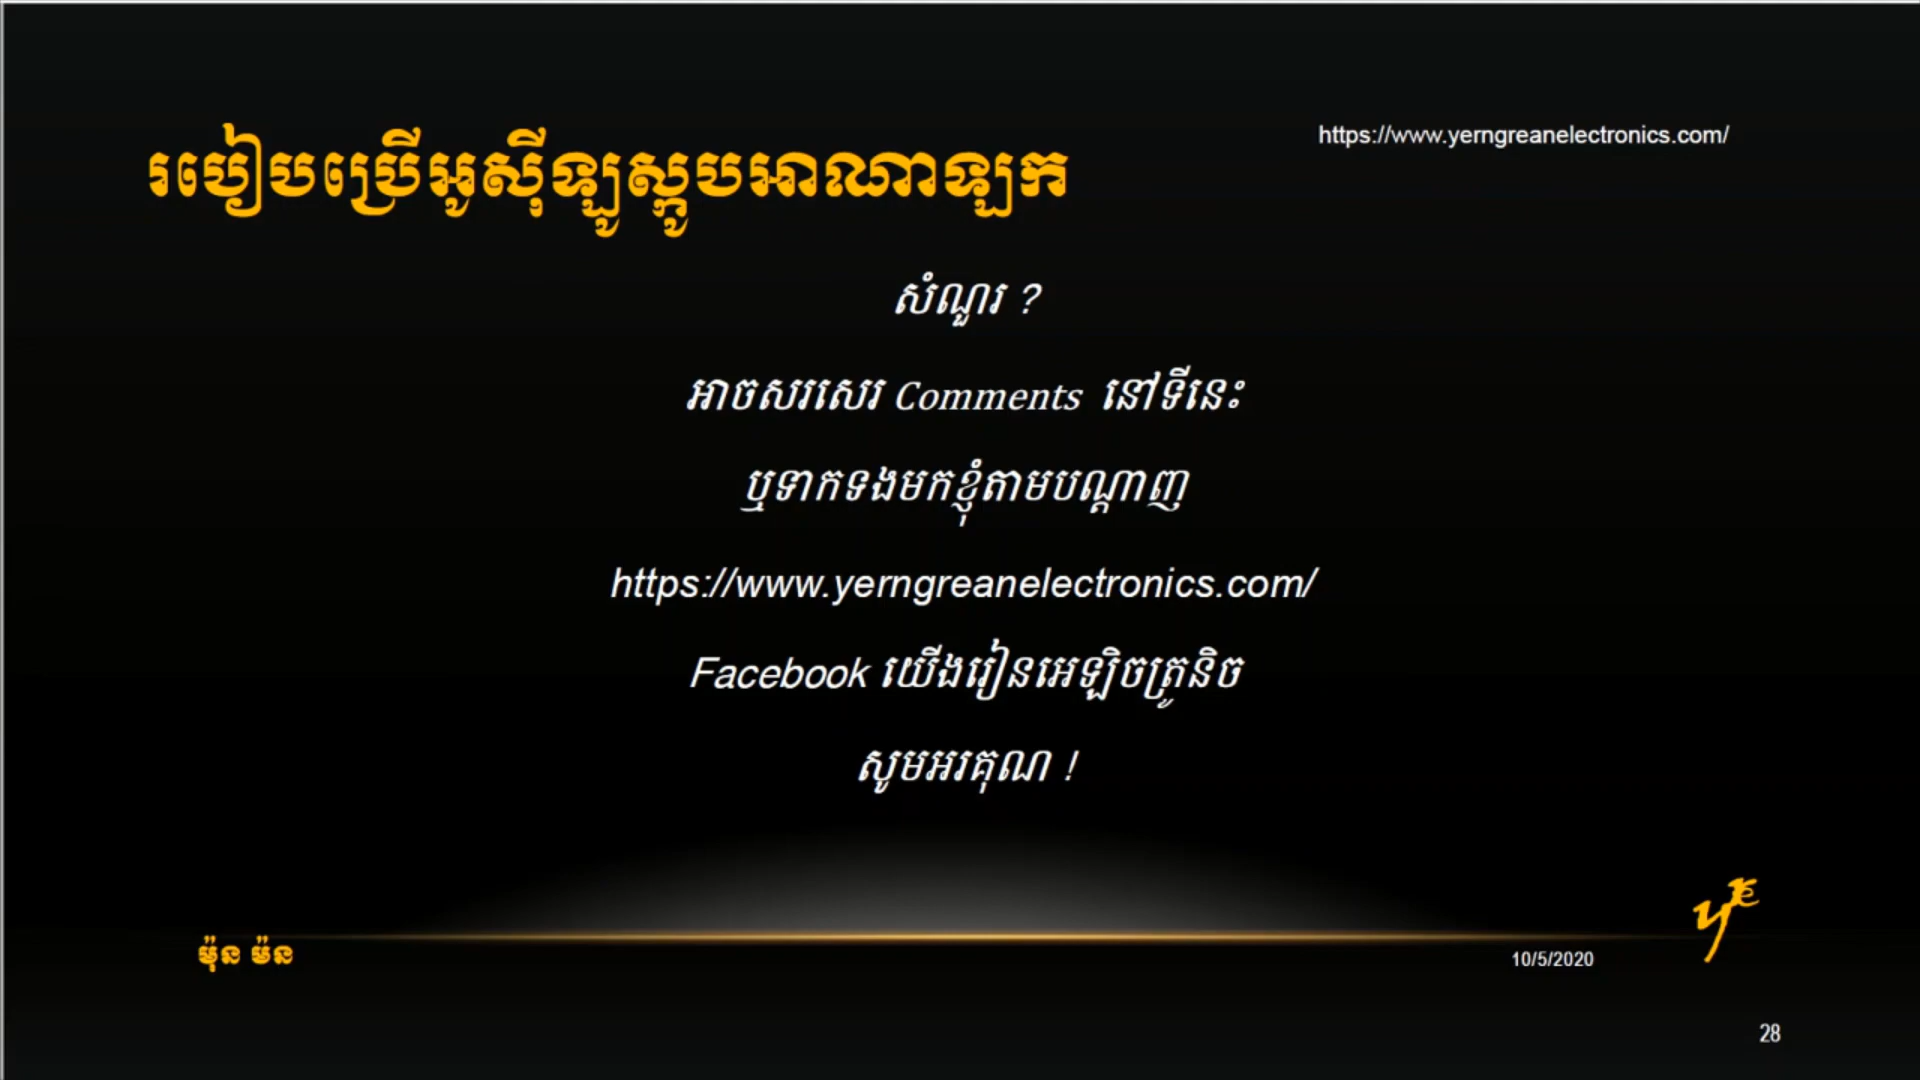 របៀបប្រើអូស៊ីឡូស្កូបអាណាឡូក
https://www.yerngreanelectronics.com/
សំណួរ ?
អាចសរសេរ Comments នៅទីនេះ
ឬទាកទងមកខ្ញុំតាមបណ្តាញ
https://www.yerngreanelectronics.com/
Facebook យើងរៀនអេឡិចត្រូនិច
សូមអរគុណ !
ម៉ុន ម៉ន
10/5/2020
28